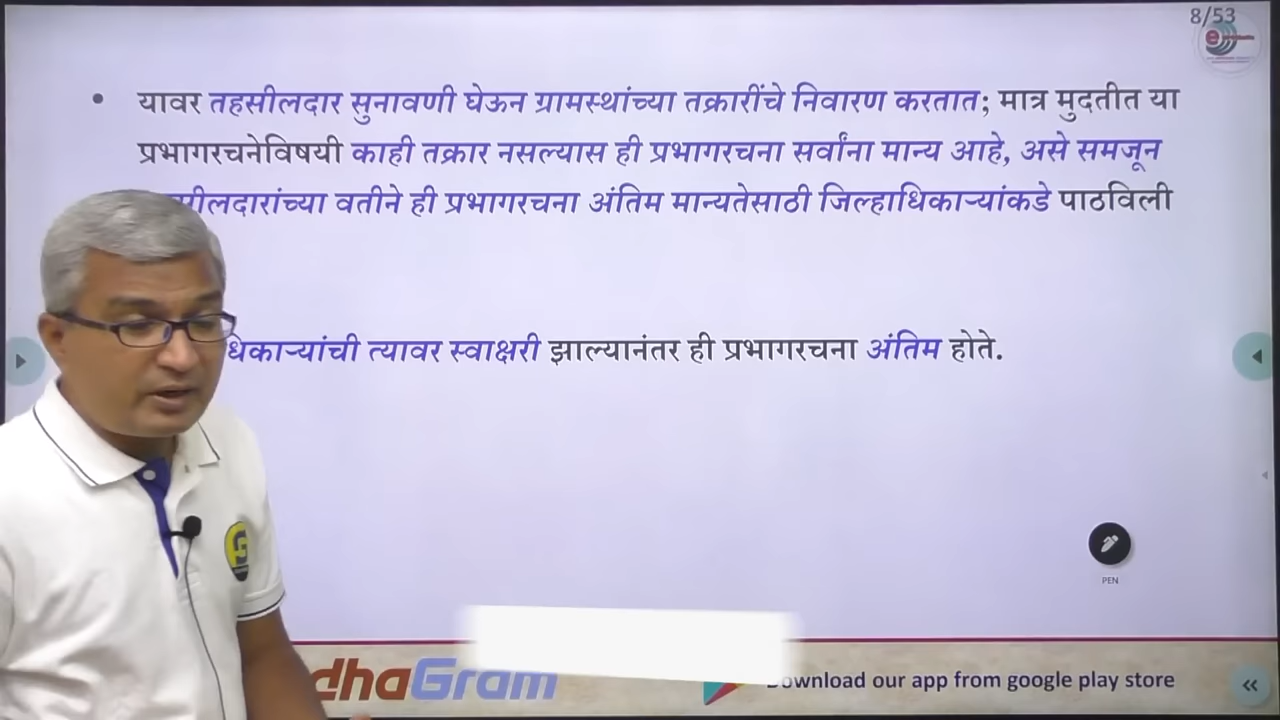 8/53
यावर तहसीलदार सुनावणी घेऊन ग्रामस्थांच्या तक्रारींचे निवारण करतात; मात्र मुदतीत या
प्रभागरचनेविषयी काही तक्रार नसल्यास ही प्रभागरचना सर्वांना मान्य आहे, असे समजून
सीलदारांच्या वतीने ही प्रभागरचना अंतिम मान्यतेसाठी जिल्हाधिकाऱ्यांकडे पाठविली
धिकाऱ्यांची त्यावर स्वाक्षरी झाल्यानंतर ही प्रभागरचना अंतिम होते.
PEN
dhaGram
Download our app from google play store